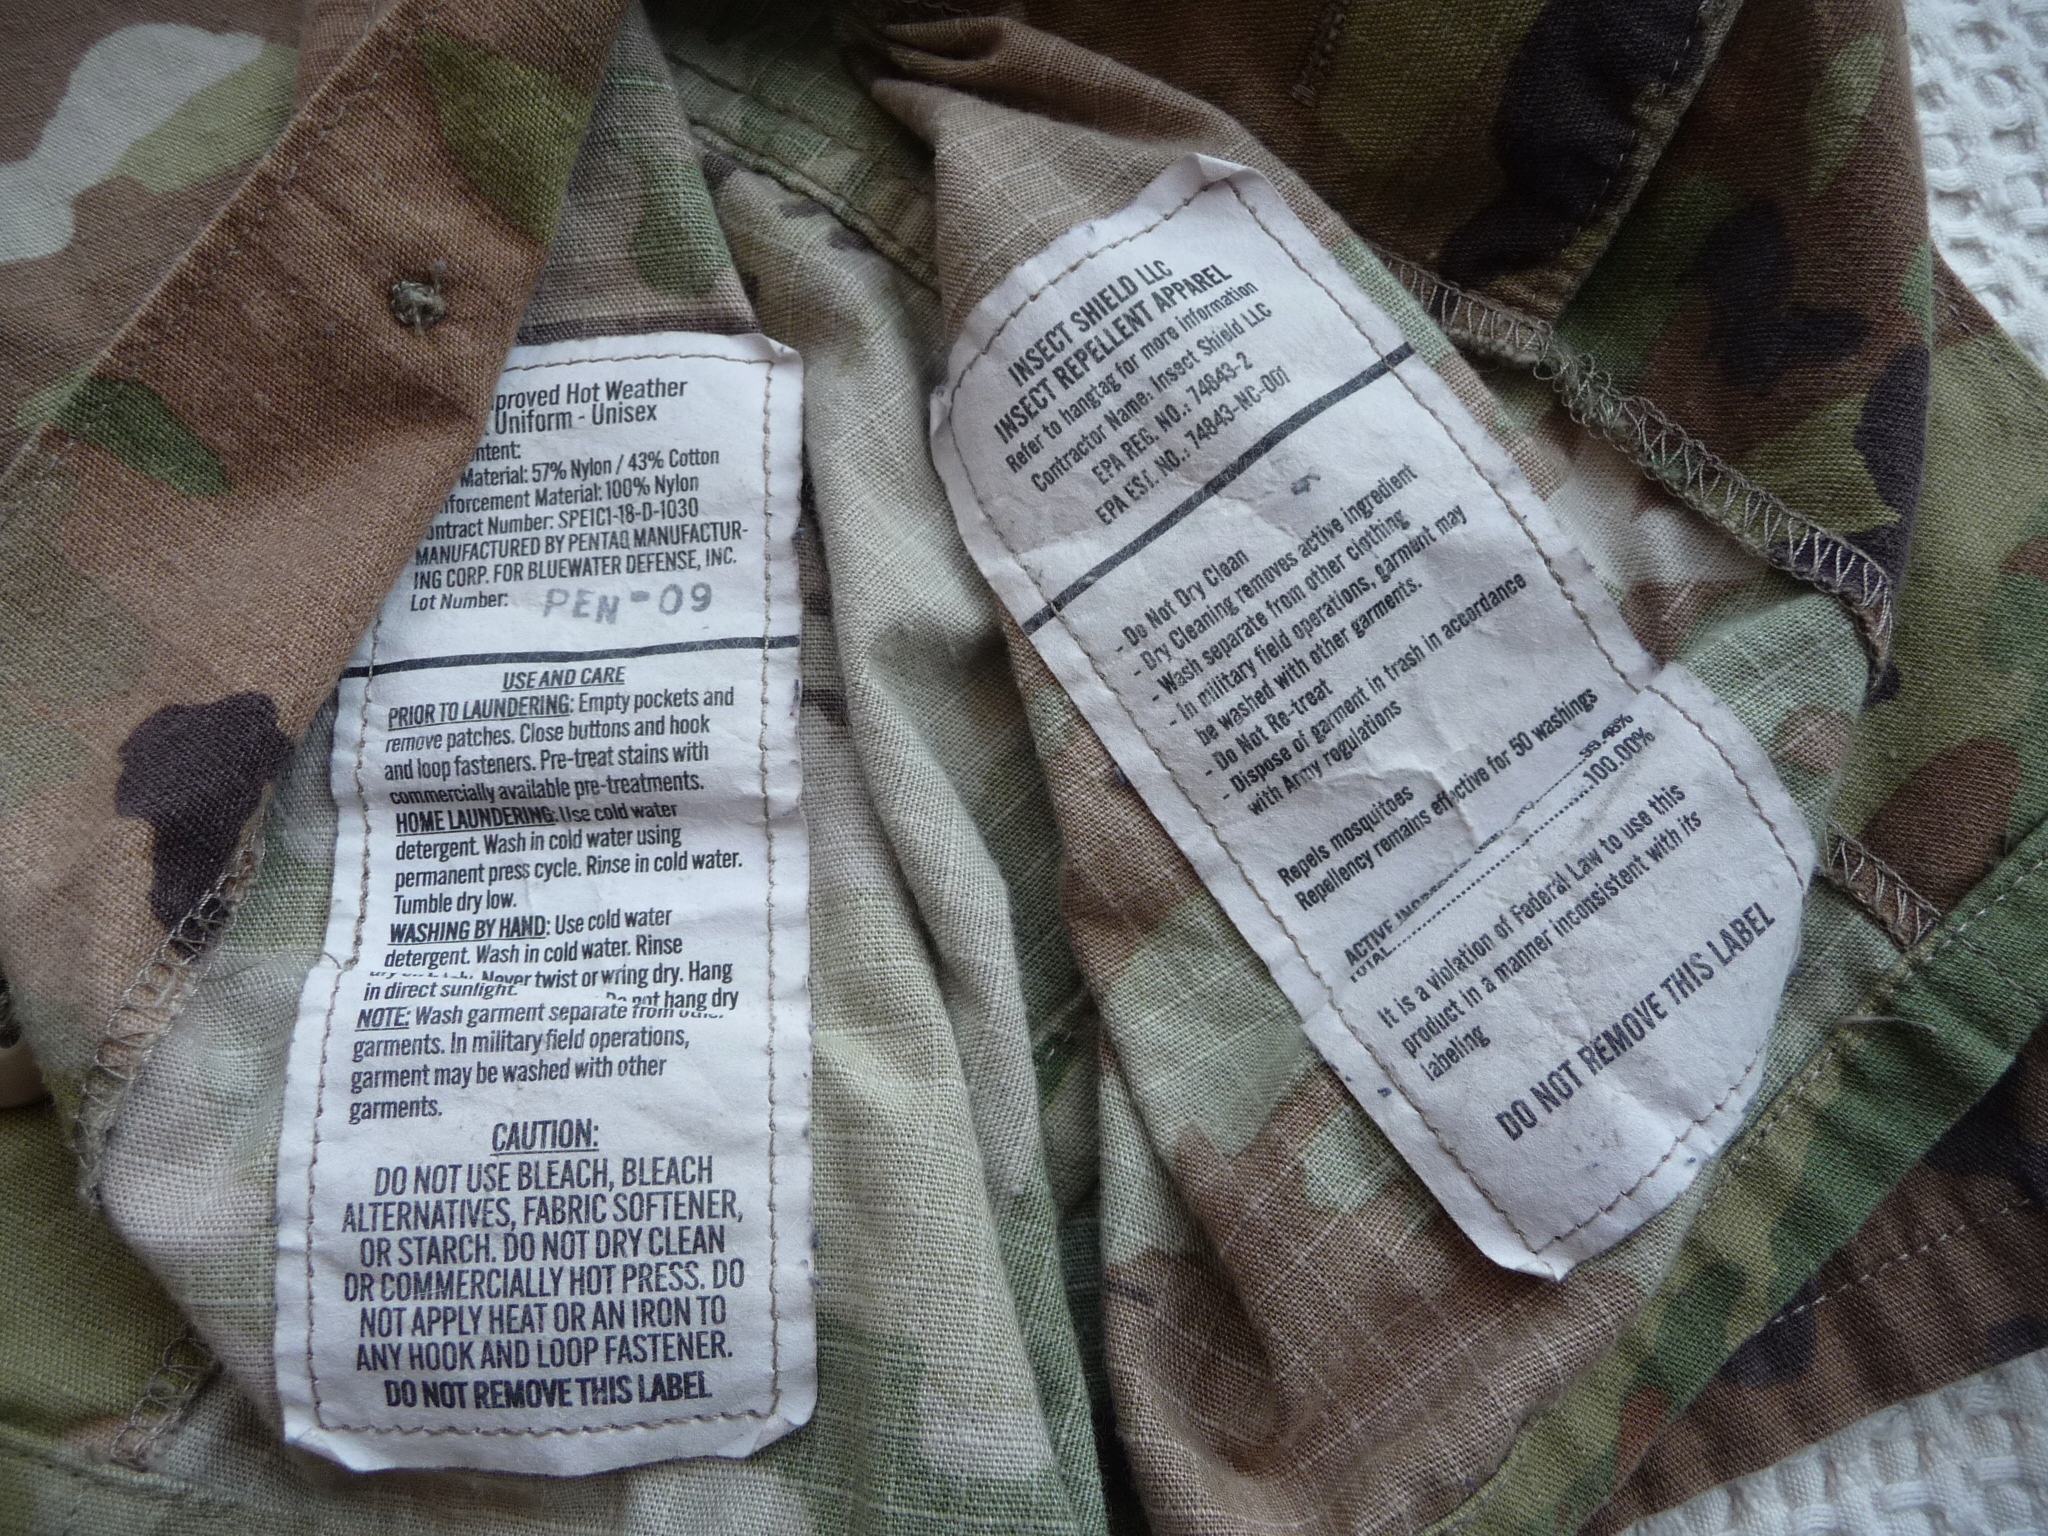 proved Hot Weather
Uniform - Unisex
ntent:
Material: 57% Nylon / 43% Cotton
nforcement Material: 100% Nylon
ontract Number: SPE1C1-18-D-1030
MANUFACTURED BY PENTAQ MANUFACTUR-
ING CORP. FOR BLUEWATER DEFENSE, INC.
Lot Number: PEN-09
USE AND CARE
PRIOR TO LAUNDERING: Empty pockets and
remove patches. Close buttons and hook
and loop fasteners. Pre-treat stains with
commercially available pre-treatments.
HOME LAUNDERING: Use cold water
detergent. Wash in cold water using
permanent press cycle. Rinse in cold water.
Tumble dry low.
WASHING BY HAND: Use cold water
detergent. Wash in cold water. Rinse
Never twist or wring dry. Hang
Do not hang dry
in direct sunlight.
NOTE: Wash garment separate from
garments. In military field operations,
garment may be washed with other
garments.
CAUTION:
DO NOT USE BLEACH, BLEACH
ALTERNATIVES, FABRIC SOFTENER,
OR STARCH. DO NOT DRY CLEAN
OR COMMERCIALLY HOT PRESS. DO
NOT APPLY HEAT OR AN IRON TO
ANY HOOK AND LOOP FASTENER.
DO NOT REMOVE THIS LABEL
INSECT SHIELD LLC
INSECT REPELLENT APPAREL
Refer to hangtag for more information
Contractor Name: Insect Shield LLC
EPA REG. NO.: 74843-2
EPA EST. NO.: 74843-NC-001
- Do Not Dry Clean
- Dry Cleaning removes active ingredient
- Wash separate from other clothing
- In military field operations, garment may
be washed with other garments.
- Do Not Re-treat
- Dispose of garment in trash in accordance
with Army regulations
Repels mosquitoes
Repellency remains effective for 50 washings
ACTIVE 99.48%
TOTAL 100.00%
It is a violation of Federal Law to use this
product in a manner inconsistent with its
labeling
DO NOT REMOVE THIS LABEL